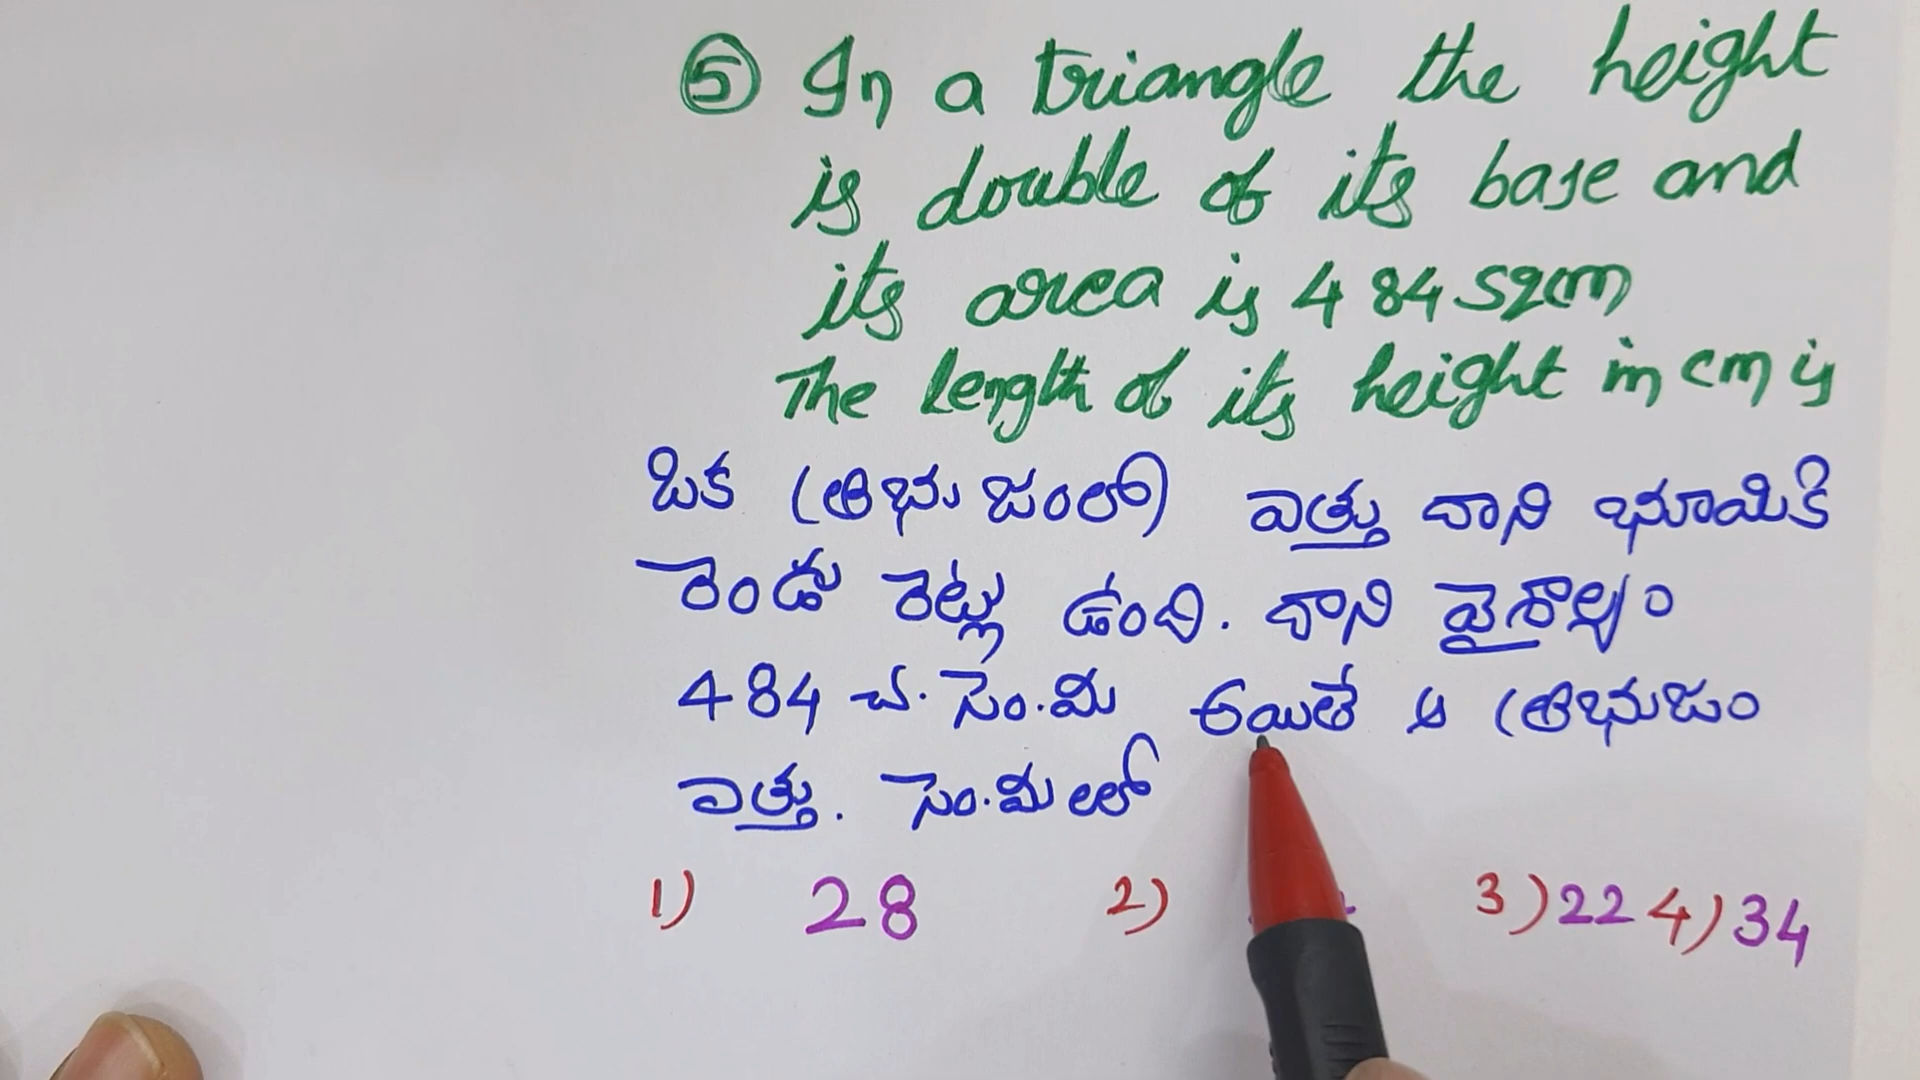 5 In a triangle the height
is double of its base and
its area is 484 sqcm
The length of its height in cm is
ఒక త్రిభుజంలో ఎత్తు దాని భూమికి
రెండు రెట్లు ఉంది. దాని వైశాల్యం
484 చ. సెం.మీ అయితే ఆ త్రిభుజం
ఎత్తు. సెం.మీ లలో
1) 28 2) 3) 22 4) 34